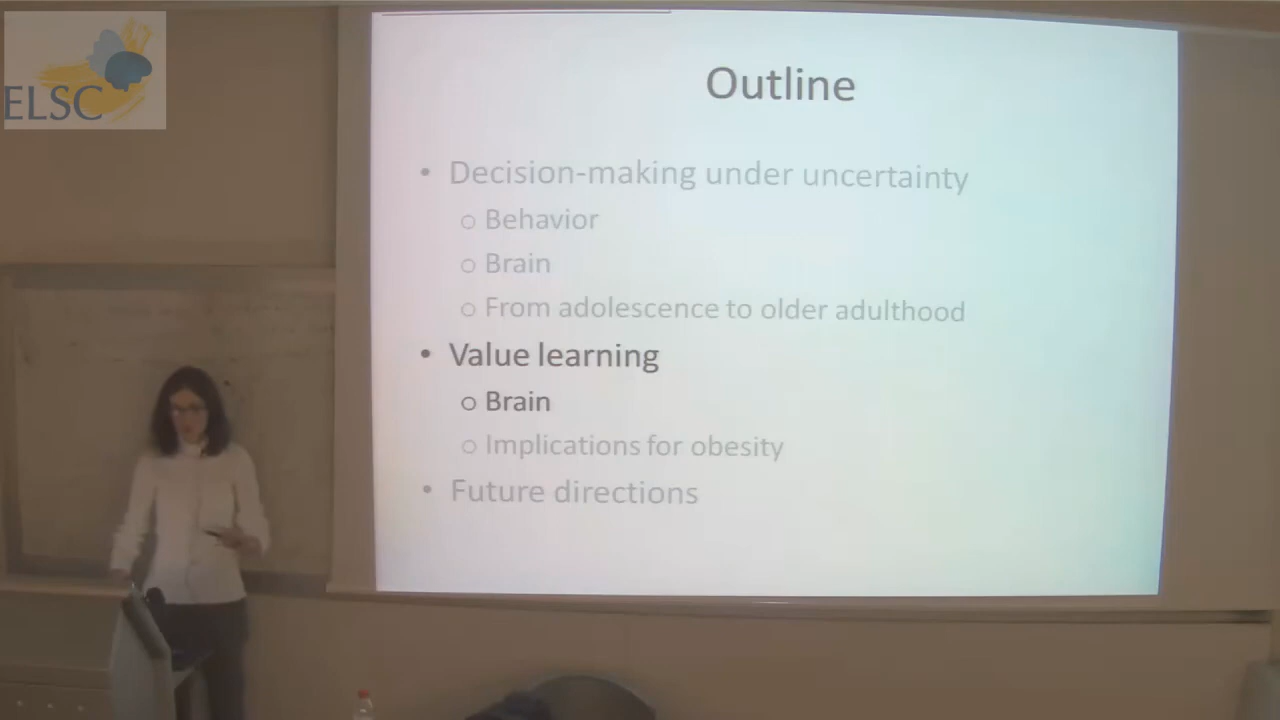 ELSC
Outline
• Decision-making under uncertainty
○ Behavior
○ Brain
○ From adolescence to older adulthood
• Value learning
○ Brain
○ Implications for obesity
• Future directions